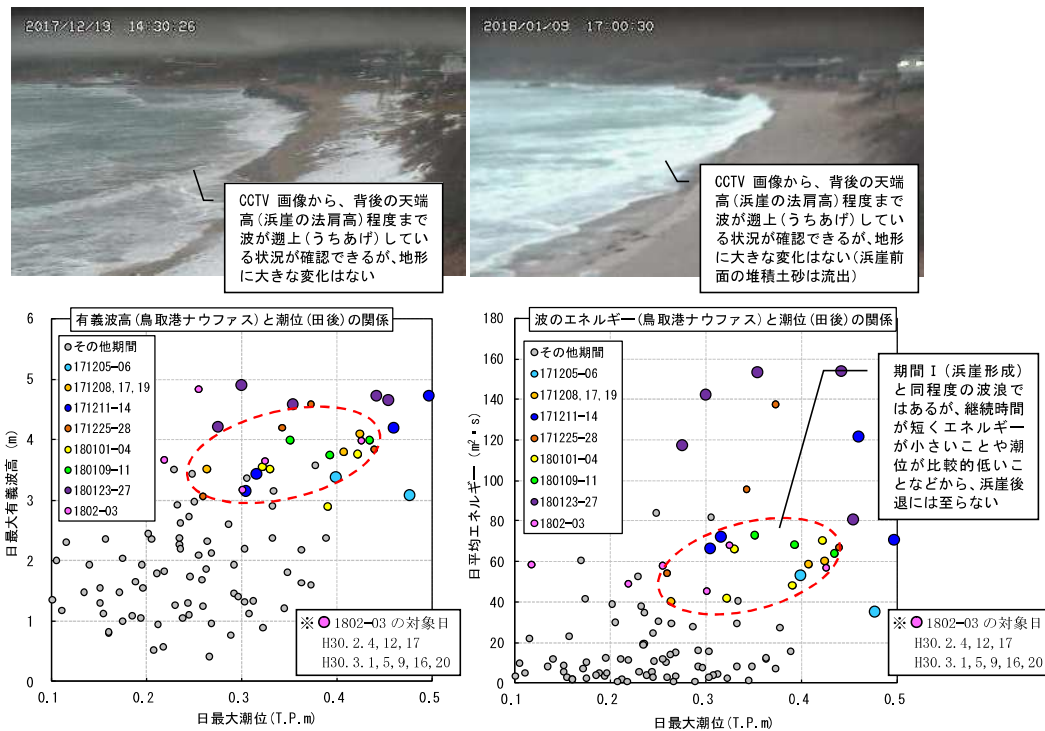 2017/12/19 14:30:26
2018/01/09 17:00:30
CCTV 画像から、背後の天端
高(浜崖の法肩高)程度まで
波が遡上(うちあげ)してい
る状況が確認できるが、地形
に大きな変化はない
CCTV 画像から、背後の天端
高(浜崖の法肩高)程度まで
波が遡上(うちあげ)してい
る状況が確認できるが、地形
に大きな変化はない(浜崖前
面の堆積土砂は流出)
有義波高(鳥取港ナウファス)と潮位(田後)の関係
日最大有義波高 (m)
6
5
4
3
2
1
0
その他期間
171205-06
171208,17,19
171211-14
171225-28
180101-04
180109-11
180123-27
1802-03
※ 1802-03 の対象日
H30.2.4,12,17
H30.3.1,5,9,16,20
0.1 0.2 0.3 0.4 0.5
日最大潮位(T.P.m)
波のエネルギー(鳥取港ナウファス)と潮位(田後)の関係
日平均エネルギー (m²・s)
180
160
140
120
100
80
60
40
20
0
その他期間
171205-06
171208,17,19
171211-14
171225-28
180101-04
180109-11
180123-27
1802-03
期間Ⅰ(浜崖形成)
と同程度の波浪で
はあるが、継続時間
が短くエネルギー
が小さいことや潮
位が比較的低いこ
となどから、浜崖後
退には至らない
※ 1802-03 の対象日
H30.2.4,12,17
H30.3.1,5,9,16,20
0.1 0.2 0.3 0.4 0.5
日最大潮位(T.P.m)